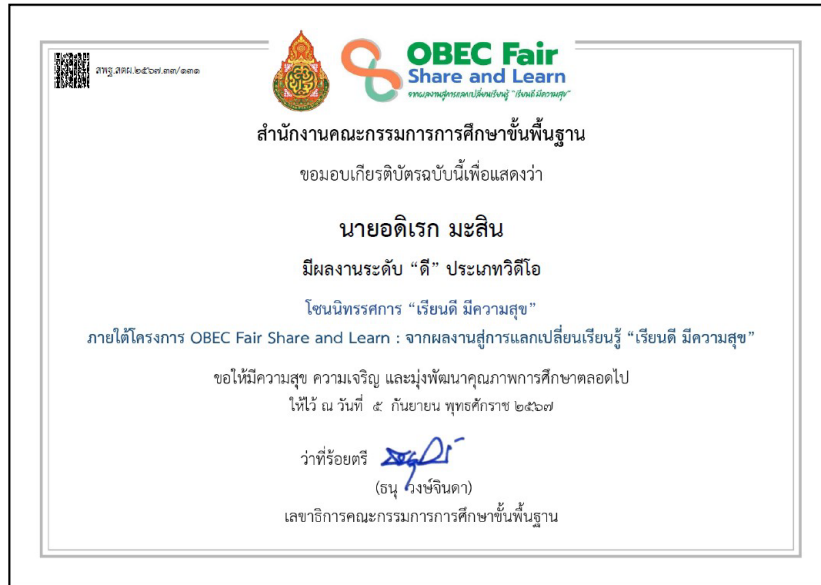 สพฐ.สตผ.๒๕๖๗.๓๓/๑๓๑
OBEC Fair
Share and Learn
จากผลงานสู่การแลกเปลี่ยนเรียนรู้ "เรียนดี มีความสุข"
สำนักงานคณะกรรมการการศึกษาขั้นพื้นฐาน
ขอมอบเกียรติบัตรฉบับนี้เพื่อแสดงว่า
นายอดิเรก มะสิน
มีผลงานระดับ “ดี” ประเภทวิดีโอ
โซนนิทรรศการ “เรียนดี มีความสุข”
ภายใต้โครงการ OBEC Fair Share and Learn : จากผลงานสู่การแลกเปลี่ยนเรียนรู้ “เรียนดี มีความสุข”
ขอให้มีความสุข ความเจริญ และมุ่งพัฒนาคุณภาพการศึกษาตลอดไป
ให้ไว้ ณ วันที่ ๕ กันยายน พุทธศักราช ๒๕๖๗
ว่าที่ร้อยตรี
(ธนุ วงษ์จินดา)
เลขาธิการคณะกรรมการการศึกษาขั้นพื้นฐาน